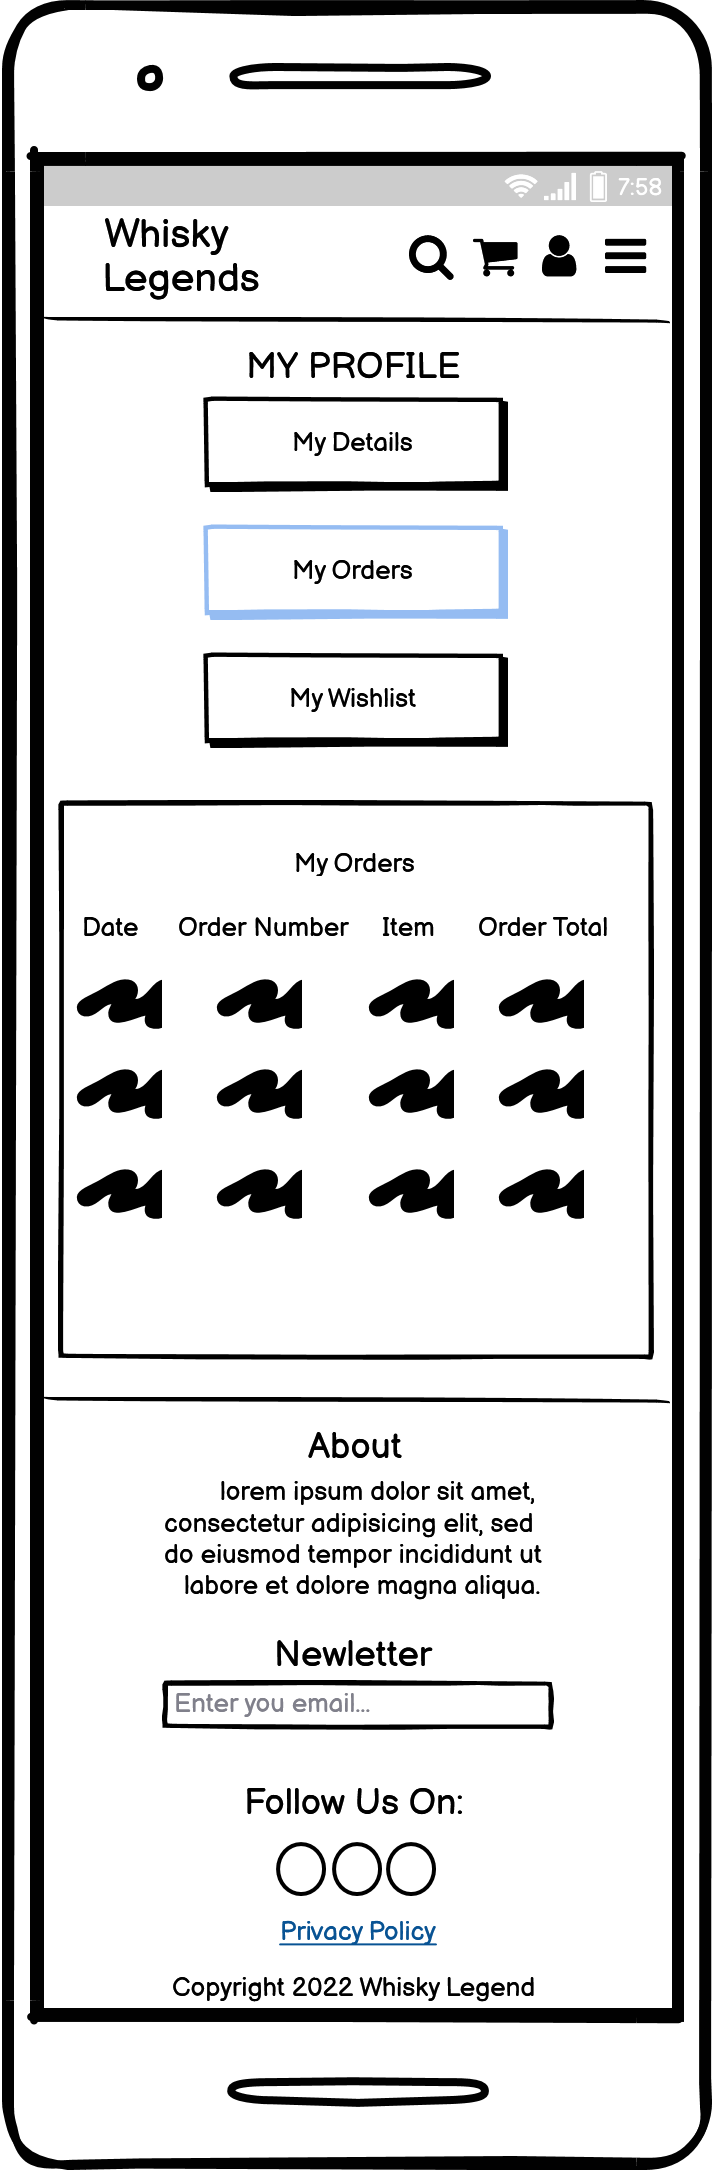 7:58
Whisky
Legends
MY PROFILE
My Details
My Orders
My Wishlist
My Orders
Date Order Number Item Order Total
About
lorem ipsum dolor sit amet,
consectetur adipisicing elit, sed
do eiusmod tempor incididunt ut
labore et dolore magna aliqua.
Newletter
Enter you email...
Follow Us On:
Privacy Policy
Copyright 2022 Whisky Legend